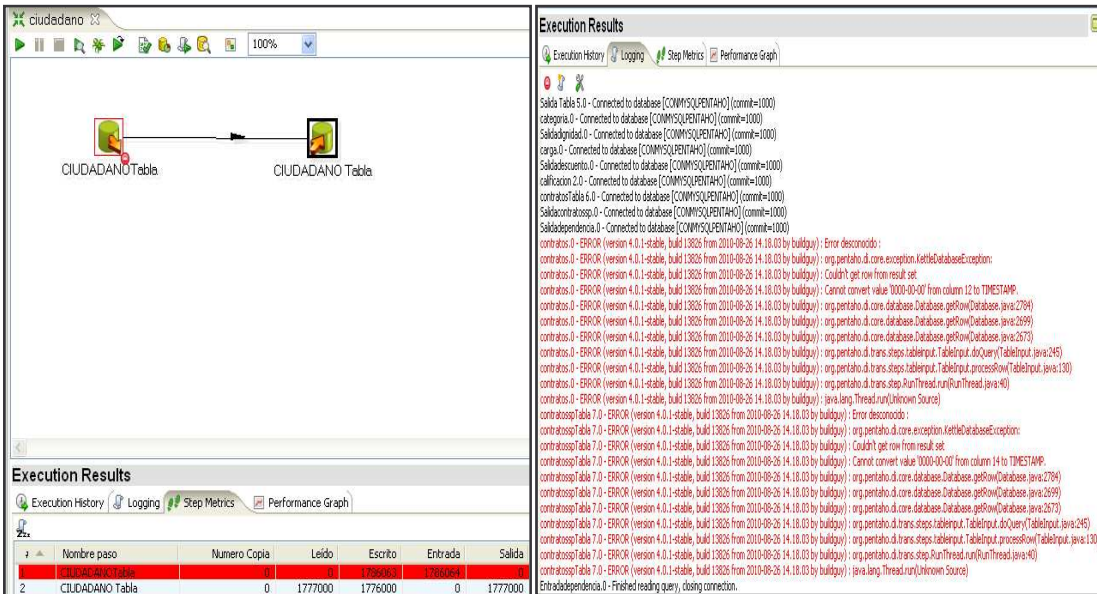 ciudadano
100%
CIUDADANOTabla
CIUDADANO Tabla
Execution Results
Execution History Logging Step Metrics Performance Graph
Nombre paso Numero Copia Leído Escrito Entrada Salida
1 CIUDADANOTabla 0 0 1786063 1786064 0
2 CIUDADANO Tabla 0 1777000 1776000 0 1777000
Execution Results
Execution History Logging Step Metrics Performance Graph
Salida Tabla 5.0 - Connected to database [CONMYSQLPENTAHO] (commit=1000)
categoria.0 - Connected to database [CONMYSQLPENTAHO] (commit=1000)
Salidadignidad.0 - Connected to database [CONMYSQLPENTAHO] (commit=1000)
carga.0 - Connected to database [CONMYSQLPENTAHO] (commit=1000)
Salidadescuento.0 - Connected to database [CONMYSQLPENTAHO] (commit=1000)
calificacion 2.0 - Connected to database [CONMYSQLPENTAHO] (commit=1000)
contratosTabla 6.0 - Connected to database [CONMYSQLPENTAHO] (commit=1000)
Salidacontratossp.0 - Connected to database [CONMYSQLPENTAHO] (commit=1000)
Salidadependencia.0 - Connected to database [CONMYSQLPENTAHO] (commit=1000)
contratos.0 - ERROR (version 4.0.1-stable, build 13826 from 2010-08-26 14.18.03 by buildguy) : Error desconocido :
contratos.0 - ERROR (version 4.0.1-stable, build 13826 from 2010-08-26 14.18.03 by buildguy) : org.pentaho.di.core.exception.KettleDatabaseException:
contratos.0 - ERROR (version 4.0.1-stable, build 13826 from 2010-08-26 14.18.03 by buildguy) : Couldn't get row from result set
contratos.0 - ERROR (version 4.0.1-stable, build 13826 from 2010-08-26 14.18.03 by buildguy) : Cannot convert value '0000-00-00' from column 12 to TIMESTAMP.
contratos.0 - ERROR (version 4.0.1-stable, build 13826 from 2010-08-26 14.18.03 by buildguy) : org.pentaho.di.core.database.Database.getRow(Database.java:2784)
contratos.0 - ERROR (version 4.0.1-stable, build 13826 from 2010-08-26 14.18.03 by buildguy) : org.pentaho.di.core.database.Database.getRow(Database.java:2699)
contratos.0 - ERROR (version 4.0.1-stable, build 13826 from 2010-08-26 14.18.03 by buildguy) : org.pentaho.di.core.database.Database.getRow(Database.java:2673)
contratos.0 - ERROR (version 4.0.1-stable, build 13826 from 2010-08-26 14.18.03 by buildguy) : org.pentaho.di.trans.steps.tableinput.TableInput.doQuery(TableInput.java:245)
contratos.0 - ERROR (version 4.0.1-stable, build 13826 from 2010-08-26 14.18.03 by buildguy) : org.pentaho.di.trans.steps.tableinput.TableInput.processRow(TableInput.java:130)
contratos.0 - ERROR (version 4.0.1-stable, build 13826 from 2010-08-26 14.18.03 by buildguy) : org.pentaho.di.trans.step.RunThread.run(RunThread.java:40)
contratos.0 - ERROR (version 4.0.1-stable, build 13826 from 2010-08-26 14.18.03 by buildguy) : java.lang.Thread.run(Unknown Source)
contratosspTabla 7.0 - ERROR (version 4.0.1-stable, build 13826 from 2010-08-26 14.18.03 by buildguy) : Error desconocido :
contratosspTabla 7.0 - ERROR (version 4.0.1-stable, build 13826 from 2010-08-26 14.18.03 by buildguy) : org.pentaho.di.core.exception.KettleDatabaseException:
contratosspTabla 7.0 - ERROR (version 4.0.1-stable, build 13826 from 2010-08-26 14.18.03 by buildguy) : Couldn't get row from result set
contratosspTabla 7.0 - ERROR (version 4.0.1-stable, build 13826 from 2010-08-26 14.18.03 by buildguy) : Cannot convert value '0000-00-00' from column 14 to TIMESTAMP.
contratosspTabla 7.0 - ERROR (version 4.0.1-stable, build 13826 from 2010-08-26 14.18.03 by buildguy) : org.pentaho.di.core.database.Database.getRow(Database.java:2784)
contratosspTabla 7.0 - ERROR (version 4.0.1-stable, build 13826 from 2010-08-26 14.18.03 by buildguy) : org.pentaho.di.core.database.Database.getRow(Database.java:2699)
contratosspTabla 7.0 - ERROR (version 4.0.1-stable, build 13826 from 2010-08-26 14.18.03 by buildguy) : org.pentaho.di.core.database.Database.getRow(Database.java:2673)
contratosspTabla 7.0 - ERROR (version 4.0.1-stable, build 13826 from 2010-08-26 14.18.03 by buildguy) : org.pentaho.di.trans.steps.tableinput.TableInput.doQuery(TableInput.java:245)
contratosspTabla 7.0 - ERROR (version 4.0.1-stable, build 13826 from 2010-08-26 14.18.03 by buildguy) : org.pentaho.di.trans.steps.tableinput.TableInput.processRow(TableInput.java:130
contratosspTabla 7.0 - ERROR (version 4.0.1-stable, build 13826 from 2010-08-26 14.18.03 by buildguy) : org.pentaho.di.trans.step.RunThread.run(RunThread.java:40)
contratosspTabla 7.0 - ERROR (version 4.0.1-stable, build 13826 from 2010-08-26 14.18.03 by buildguy) : java.lang.Thread.run(Unknown Source)
Entradadependencia.0 - Finished reading query, closing connection.